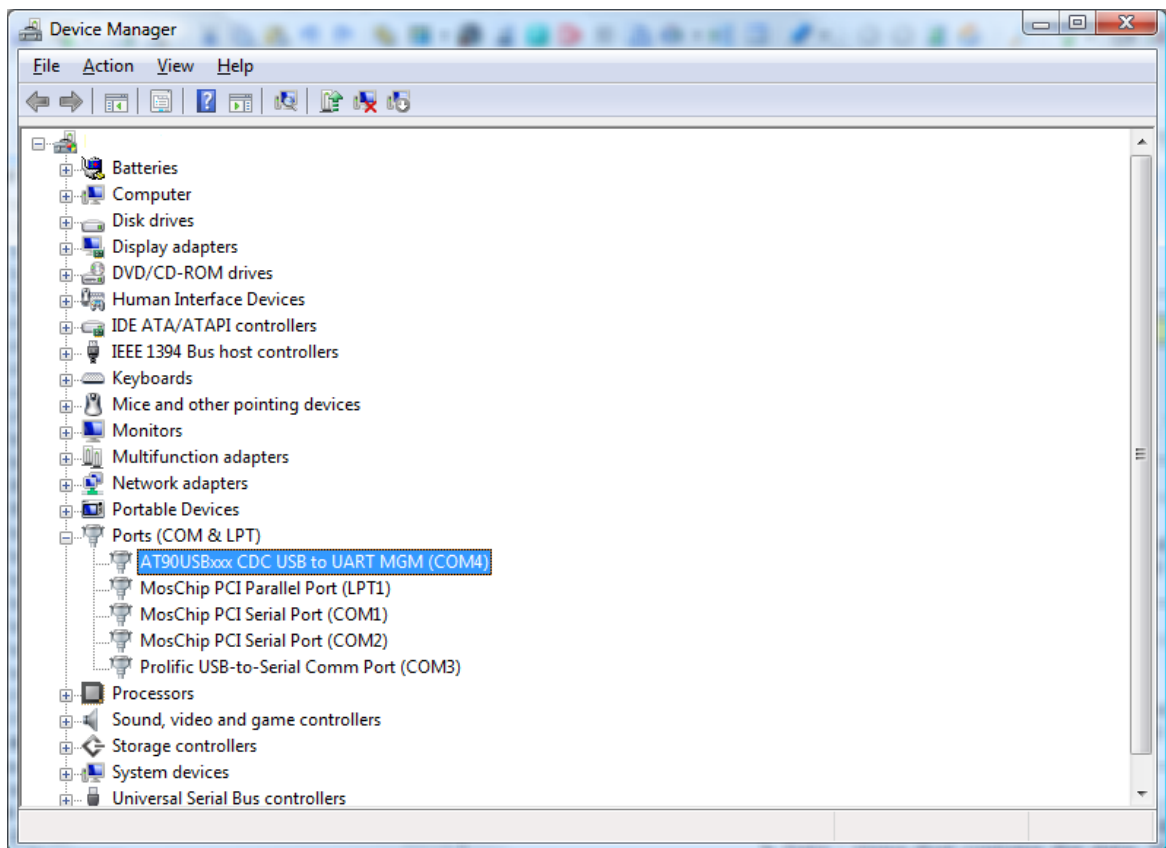 Device Manager
File Action View Help
Batteries
Computer
Disk drives
Display adapters
DVD/CD-ROM drives
Human Interface Devices
IDE ATA/ATAPI controllers
IEEE 1394 Bus host controllers
Keyboards
Mice and other pointing devices
Monitors
Multifunction adapters
Network adapters
Portable Devices
Ports (COM & LPT)
AT90USBxxx CDC USB to UART MGM (COM4)
MosChip PCI Parallel Port (LPT1)
MosChip PCI Serial Port (COM1)
MosChip PCI Serial Port (COM2)
Prolific USB-to-Serial Comm Port (COM3)
Processors
Sound, video and game controllers
Storage controllers
System devices
Universal Serial Bus controllers